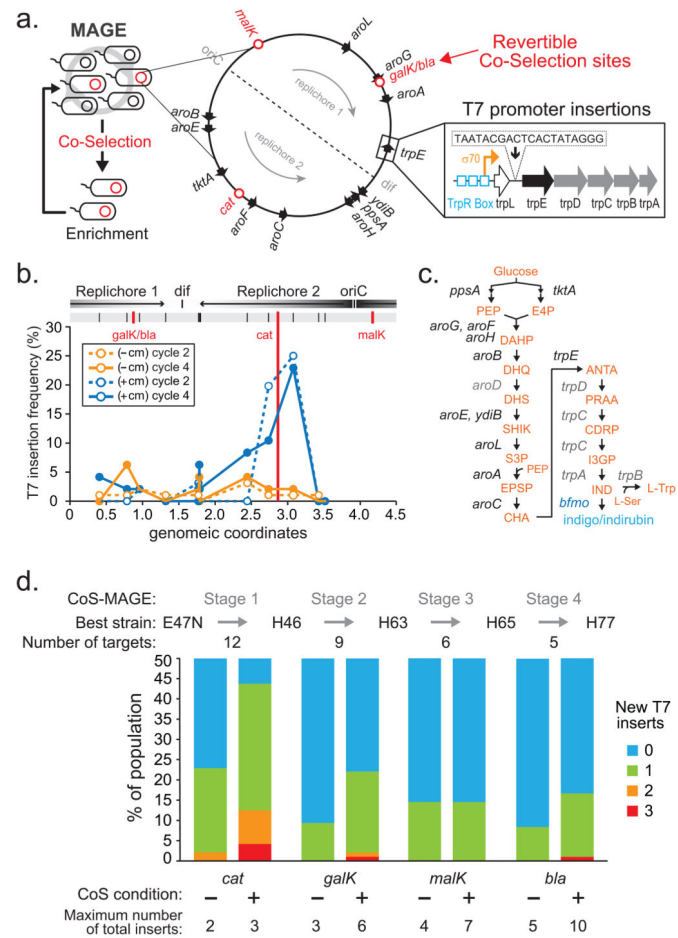 a.
MAGE
Co-Selection
Enrichment
malK
oriC
aroL
aroG
galK/bla
aroA
replichore 1
replichore 2
aroB
aroE
tktA
cat
aroF
aroC
trpE
dif
ydiB
ppsA
aroH
Revertible
Co-Selection sites
T7 promoter insertions
TAATACGACTCACTATAGGG
σ70
TrpR Box trpL trpE trpD trpC trpB trpA
b.
Replichore 1 dif Replichore 2 oriC
galK/bla cat malK
T7 insertion frequency (%)
30
25
20
15
10
5
0
(−cm) cycle 2
(−cm) cycle 4
(+cm) cycle 2
(+cm) cycle 4
0 0.5 1.0 1.5 2.0 2.5 3.0 3.5 4.0 4.5
genomeic coordinates
c.
Glucose
ppsA tktA
PEP E4P
aroG, aroF
aroH
DAHP
aroB
DHQ
aroD
DHS
aroE, ydiB
SHIK
aroL
S3P
aroA PEP
EPSP
aroC
CHA
trpE
ANTA
trpD
PRAA
trpC
CDRP
trpC
I3GP
trpA trpB
IND L-Trp
L-Ser
bfmo
indigo/indirubin
d.
CoS-MAGE: Stage 1 Stage 2 Stage 3 Stage 4
Best strain: E47N H46 H63 H65 H77
Number of targets: 12 9 6 5
% of population
50
45
40
35
30
25
20
15
10
5
0
New T7
inserts
0
1
2
3
cat galK malK bla
CoS condition: − + − + − + − +
Maximum number
of total inserts: 2 3 3 6 4 7 5 10